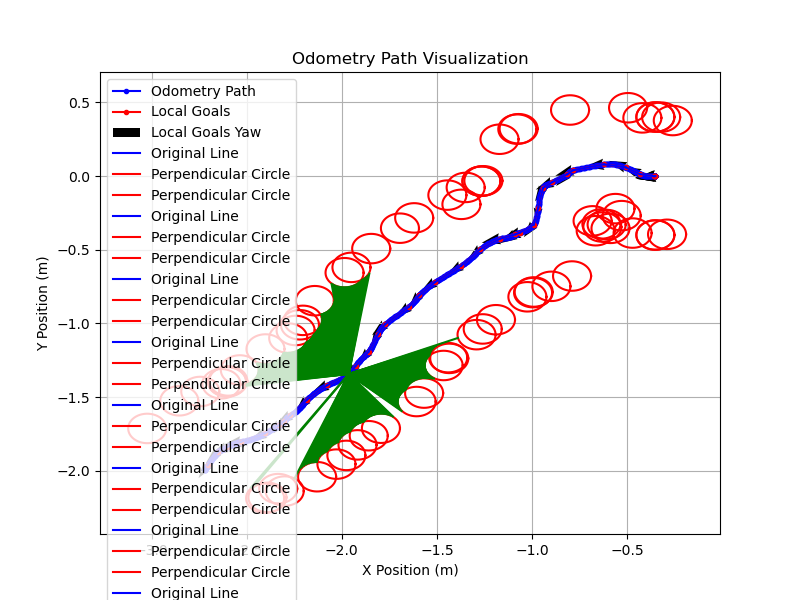 Odometry Path Visualization
Y Position (m)
0.5
0.0
−0.5
−1.0
−1.5
−2.0
Odometry Path
Local Goals
Local Goals Yaw
Original Line
Perpendicular Circle
Perpendicular Circle
Original Line
Perpendicular Circle
Perpendicular Circle
Original Line
Perpendicular Circle
Perpendicular Circle
Original Line
Perpendicular Circle
Perpendicular Circle
Original Line
Perpendicular Circle
Perpendicular Circle
Original Line
Perpendicular Circle
Perpendicular Circle
Original Line
Perpendicular Circle
Perpendicular Circle
Original Line
−2.0
−1.5
−1.0
−0.5
X Position (m)